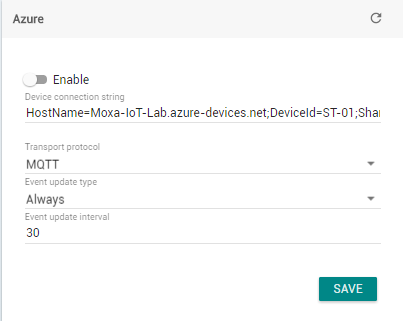 Azure
Enable
Device connection string
HostName=Moxa-IoT-Lab.azure-devices.net;DeviceId=ST-01;Shar
Transport protocol
MQTT
Event update type
Always
Event update interval
30
SAVE